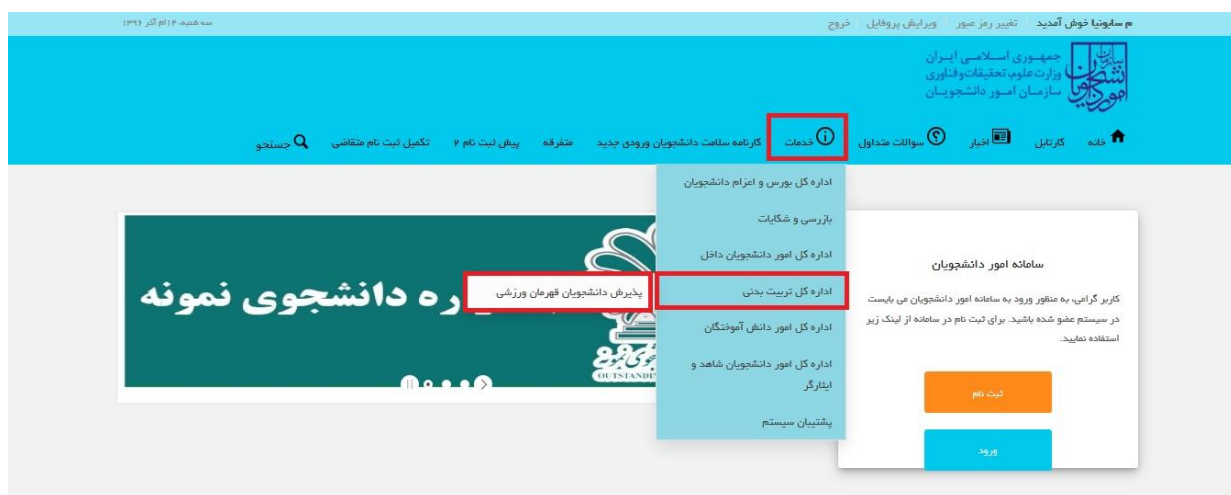 م سابونیا خوش آمدید | تغییر رمز عبور | ویرایش پروفایل | خروج
سه شنبه، ۱۴ام آذر ۱۳۹۶
سازمان
امور دانشجویان
جمهوری اسلامی ایران
وزارت علوم، تحقیقات و فناوری
سازمان امور دانشجویان
خانه کارتابل اخبار سوالات متداول خدمات کارنامه سلامت دانشجویان ورودی جدید متفرقه پیش ثبت نام ۲ تکمیل ثبت نام متقاضی جستجو
اداره کل بورس و اعزام دانشجویان
بازرسی و شکایات
اداره کل امور دانشجویان داخل
اداره کل تربیت بدنی
پذیرش دانشجویان قهرمان ورزشی
اداره کل امور دانش آموختگان
اداره کل امور دانشجویان شاهد و
ایثارگر
پشتیبان سیستم
سامانه امور دانشجویان
کاربر گرامی، به منظور ورود به سامانه امور دانشجویان می بایست
در سیستم عضو شده باشید. برای ثبت نام در سامانه از لینک زیر
استفاده نمایید.
ثبت نام
ورود
ره دانشجوی نمونه